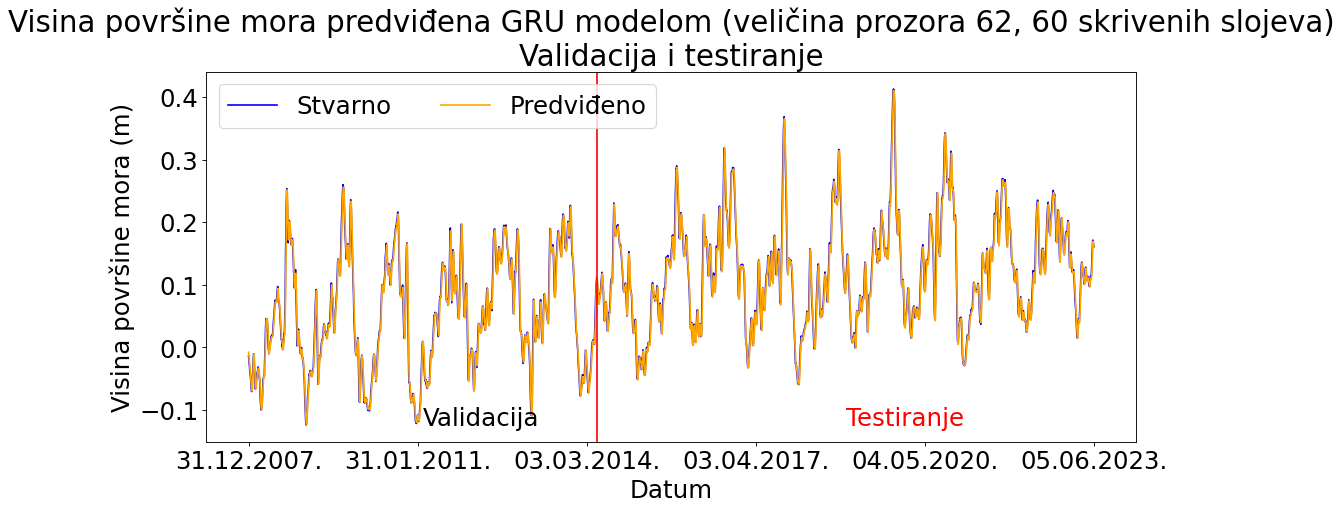 Visina površine mora predviđena GRU modelom (veličina prozora 62, 60 skrivenih slojeva)
Validacija i testiranje
Stvarno
Predviđeno
Visina površine mora (m)
0.4
0.3
0.2
0.1
0.0
−0.1
Validacija
Testiranje
31.12.2007.
31.01.2011.
03.03.2014.
03.04.2017.
04.05.2020.
05.06.2023.
Datum